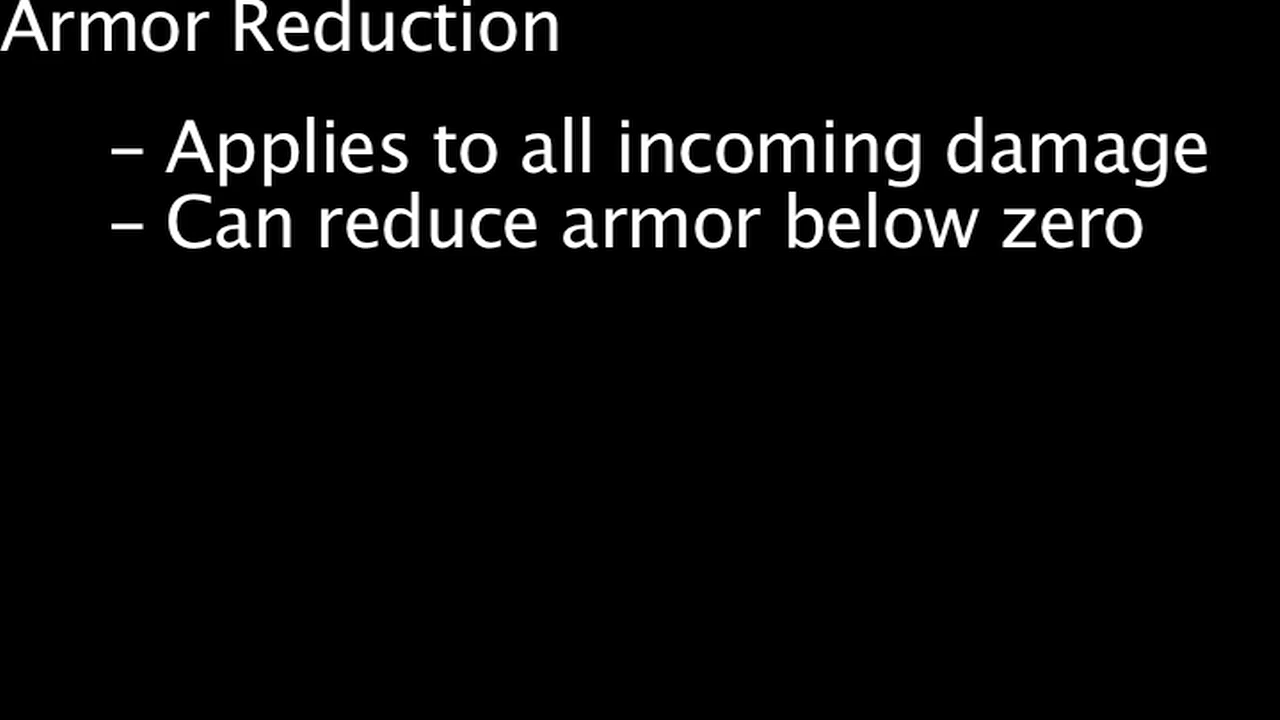 Armor Reduction
– Applies to all incoming damage
– Can reduce armor below zero